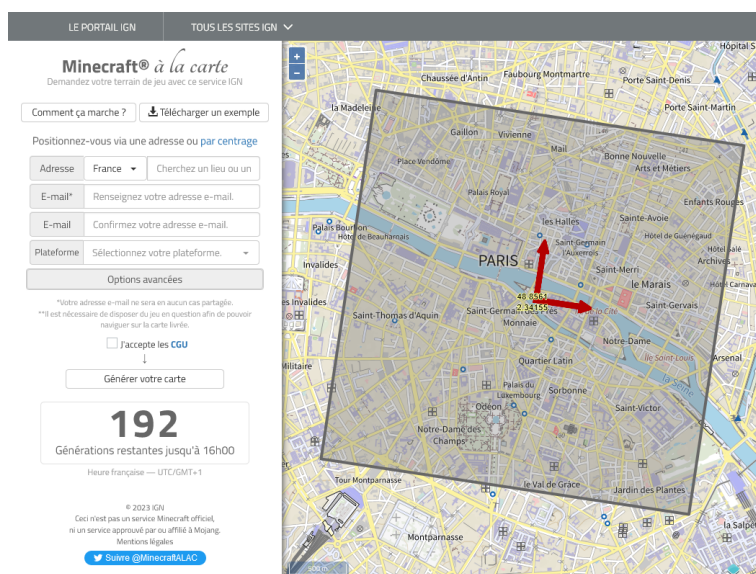 LE PORTAIL IGN
TOUS LES SITES IGN
Minecraft® à la carte
Demandez votre terrain de jeu avec ce service IGN
Comment ça marche ?
Télécharger un exemple
Positionnez-vous via une adresse ou par centrage
Adresse
France
Cherchez un lieu ou un
E-mail*
Renseignez votre adresse e-mail.
E-mail
Confirmez votre adresse e-mail.
Plateforme
Sélectionnez votre plateforme.
Options avancées
*Votre adresse e-mail ne sera en aucun cas partagée.
**Il est nécessaire de disposer du jeu en question afin de pouvoir
naviguer sur la carte livrée.
J'accepte les CGU
Générer votre carte
192
Générations restantes jusqu'à 16h00
Heure française — UTC/GMT+1
© 2023 IGN
Ceci n'est pas un service Minecraft officiel,
ni un service approuvé par ou affilié à Mojang.
Mentions légales
Suivre @MinecraftALAC
+
−
Hôpital S
Chaussée d'Antin
Faubourg Montmartre
Porte Saint-Denis
la Madeleine
Porte Saint-Martin
Gaillon
Vivienne
Mail
Bonne Nouvelle
Place Vendôme
Arts et Métiers
Palais Royal
Enfants Rouges
Sainte-Avoie
les Halles
Palais Bourbon
Hôtel de Beauharnais
Saint-Germain
l'Auxerrois
Hôtel de Guénégaud
Hôtel Salé
Archives
Invalides
PARIS
Saint-Merri
le Marais
Hôtel Carnava
es Invalides
Saint-Gervais
Saint-Thomas d'Aquin
Saint-Germain des Prés
Monnaie
Notre-Dame
Île Saint-Louis
Arsenal
Quartier Latin
la Seine
Militaire
Palais du
Luxembourg
Sorbonne
Odéon
Saint-Victor
Notre-Dame des
Champs
Tour Montparnasse
le Val de Grâce
Jardin des Plantes
Montparnasse
la Salpê
500 m